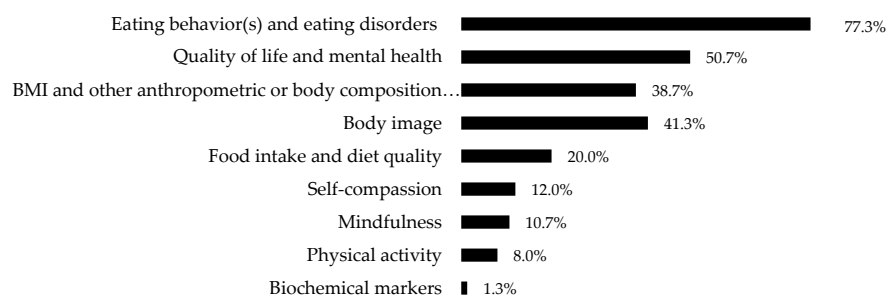 Eating behavior(s) and eating disorders 77.3%
Quality of life and mental health 50.7%
BMI and other anthropometric or body composition… 38.7%
Body image 41.3%
Food intake and diet quality 20.0%
Self-compassion 12.0%
Mindfulness 10.7%
Physical activity 8.0%
Biochemical markers 1.3%